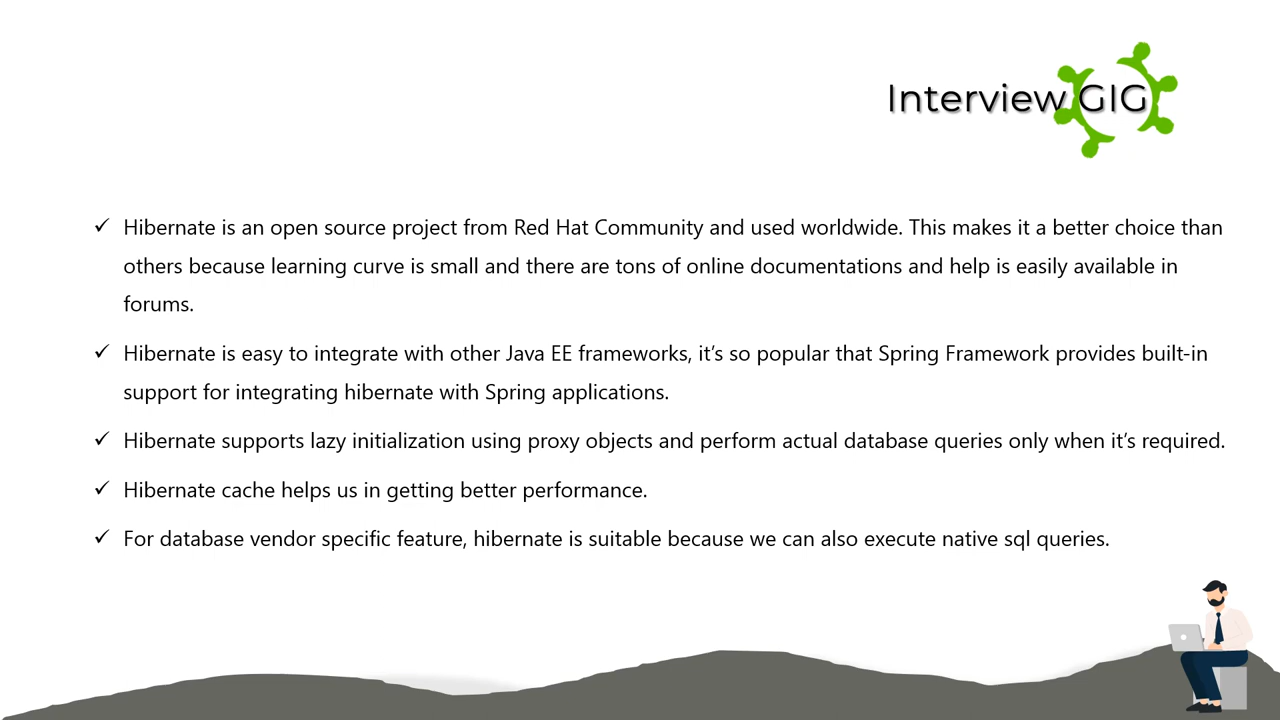 Interview GIG
✓ Hibernate is an open source project from Red Hat Community and used worldwide. This makes it a better choice than
others because learning curve is small and there are tons of online documentations and help is easily available in
forums.
✓ Hibernate is easy to integrate with other Java EE frameworks, it’s so popular that Spring Framework provides built-in
support for integrating hibernate with Spring applications.
✓ Hibernate supports lazy initialization using proxy objects and perform actual database queries only when it’s required.
✓ Hibernate cache helps us in getting better performance.
✓ For database vendor specific feature, hibernate is suitable because we can also execute native sql queries.